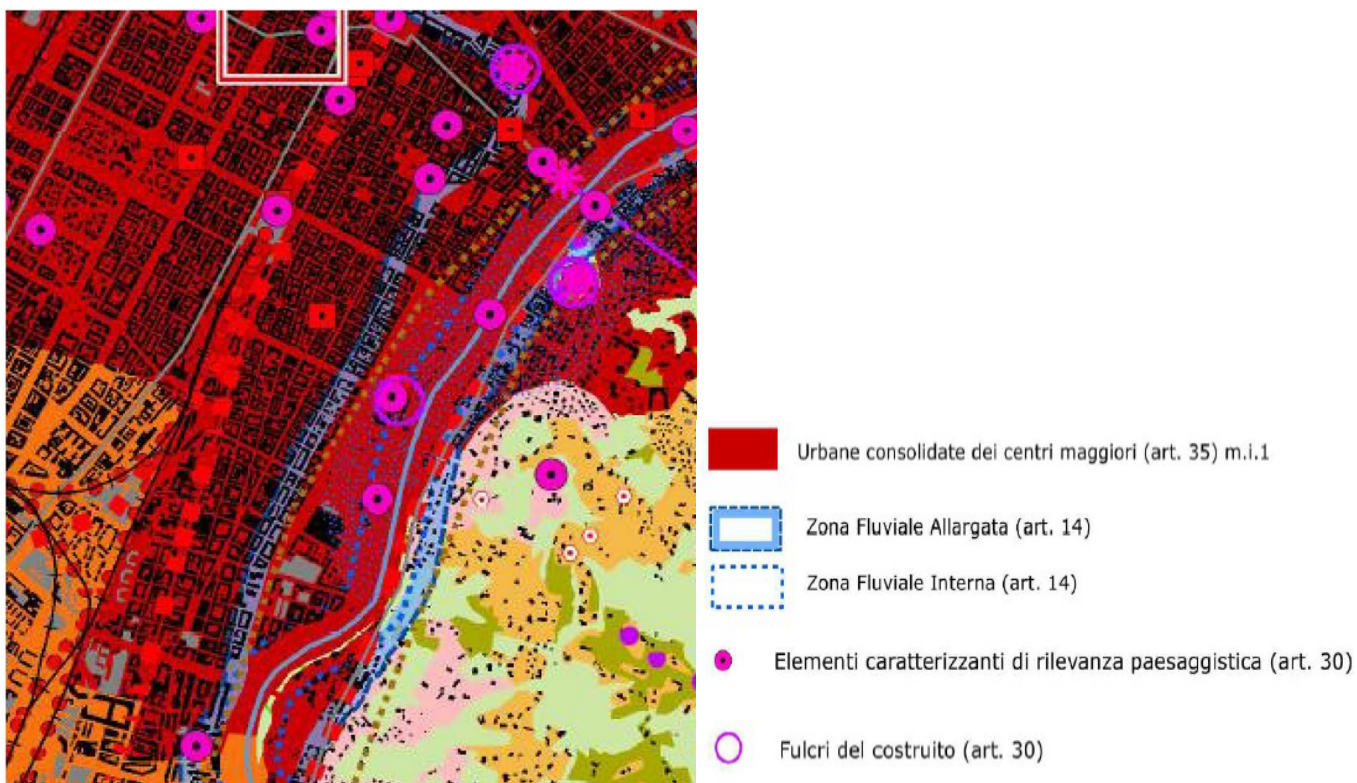 Urbane consolidate dei centri maggiori (art. 35) m.i.1
Zona Fluviale Allargata (art. 14)
Zona Fluviale Interna (art. 14)
Elementi caratterizzanti di rilevanza paesaggistica (art. 30)
Fulcri del costruito (art. 30)